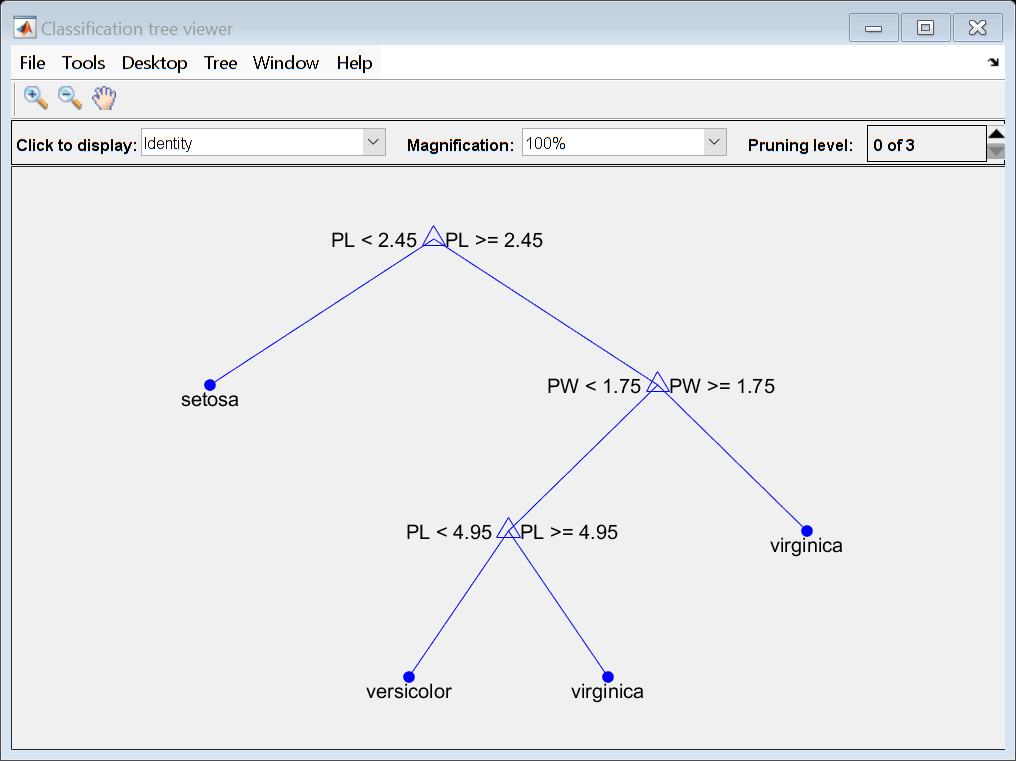 Classification tree viewer
File Tools Desktop Tree Window Help
Click to display: Identity Magnification: 100% Pruning level: 0 of 3
PL < 2.45 PL >= 2.45
setosa
PW < 1.75 PW >= 1.75
PL < 4.95 PL >= 4.95
virginica
versicolor
virginica